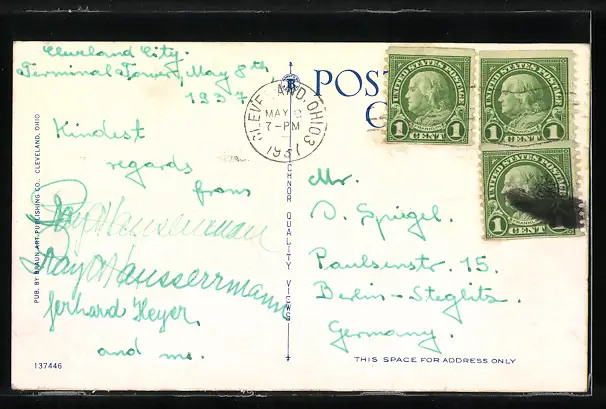 Cleveland City.
Terminal Tower, May 8th,
1937.
Kindest
regards
from
Ray Hausserrmann
Gerhard Heyer,
and me.
PUB. BY BRAUN ART PUBLISHING CO., CLEVELAND, OHIO
137446
QUALITY VIEWS
POST
C
CLEVELAND, OHIO
MAY 8
7-PM
1937
UNITED STATES POSTAGE
1 CENT 1
UNITED STATES POSTAGE
1 CENT 1
UNITED STATES POSTAGE
1 CENT
Mr.
D. Spiegel.
Paulsenstr. 15.
Berlin-Steglitz.
Germany.
THIS SPACE FOR ADDRESS ONLY